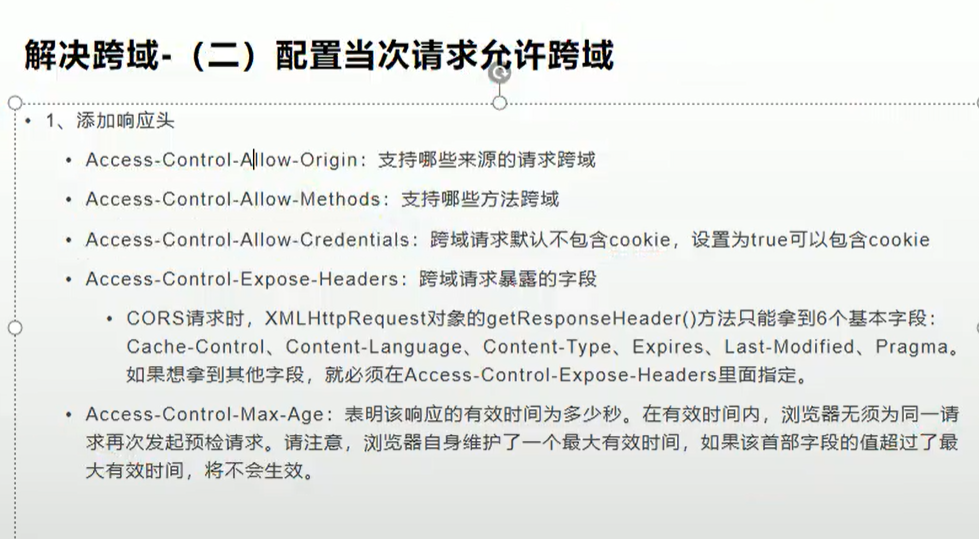 解决跨域-（二）配置当次请求允许跨域
• 1、添加响应头
• Access-Control-Allow-Origin：支持哪些来源的请求跨域
• Access-Control-Allow-Methods：支持哪些方法跨域
• Access-Control-Allow-Credentials：跨域请求默认不包含cookie，设置为true可以包含cookie
• Access-Control-Expose-Headers：跨域请求暴露的字段
• CORS请求时，XMLHttpRequest对象的getResponseHeader()方法只能拿到6个基本字段：
Cache-Control、Content-Language、Content-Type、Expires、Last-Modified、Pragma。
如果想拿到其他字段，就必须在Access-Control-Expose-Headers里面指定。
• Access-Control-Max-Age：表明该响应的有效时间为多少秒。在有效时间内，浏览器无须为同一请
求再次发起预检请求。请注意，浏览器自身维护了一个最大有效时间，如果该首部字段的值超过了最
大有效时间，将不会生效。